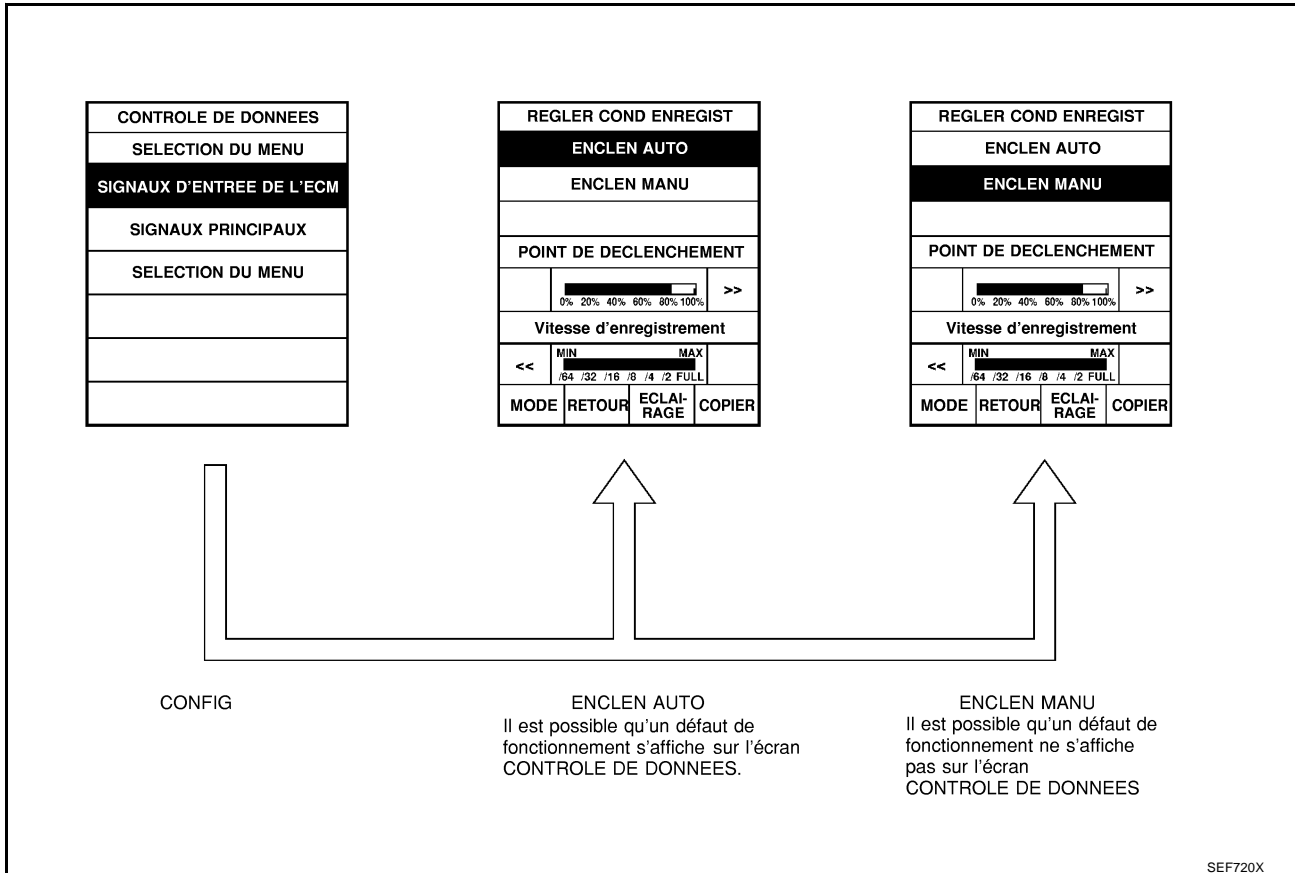 CONTROLE DE DONNEES
SELECTION DU MENU
SIGNAUX D'ENTREE DE L'ECM
SIGNAUX PRINCIPAUX
SELECTION DU MENU
REGLER COND ENREGIST
ENCLEN AUTO
ENCLEN MANU
POINT DE DECLENCHEMENT
>>
0% 20% 40% 60% 80% 100%
Vitesse d'enregistrement
MIN MAX
<<
/64 /32 /16 /8 /4 /2 FULL
MODE RETOUR ECLAI-
RAGE COPIER
REGLER COND ENREGIST
ENCLEN AUTO
ENCLEN MANU
POINT DE DECLENCHEMENT
>>
0% 20% 40% 60% 80% 100%
Vitesse d'enregistrement
MIN MAX
<<
/64 /32 /16 /8 /4 /2 FULL
MODE RETOUR ECLAI-
RAGE COPIER
CONFIG
ENCLEN AUTO
Il est possible qu'un défaut de
fonctionnement s'affiche sur l'écran
CONTROLE DE DONNEES.
ENCLEN MANU
Il est possible qu'un défaut de
fonctionnement ne s'affiche
pas sur l'écran
CONTROLE DE DONNEES
SEF720X